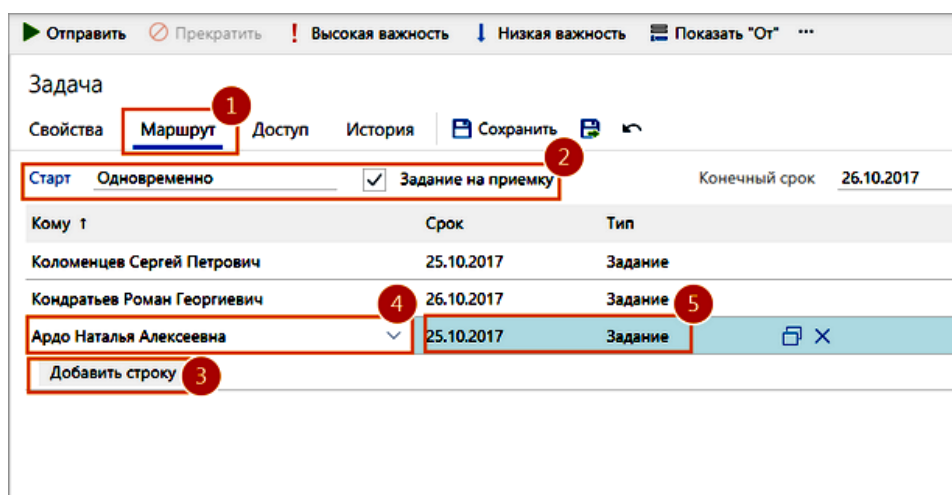 Отправить Прекратить Высокая важность Низкая важность Показать "От" ...
Задача
1
Свойства Маршрут Доступ История Сохранить
2
Старт Одновременно Задание на приемку Конечный срок 26.10.2017
Кому ↑ Срок Тип
Коломенцев Сергей Петрович 25.10.2017 Задание
Кондратьев Роман Георгиевич 4 26.10.2017 Задание 5
Ардо Наталья Алексеевна 25.10.2017 Задание
Добавить строку 3